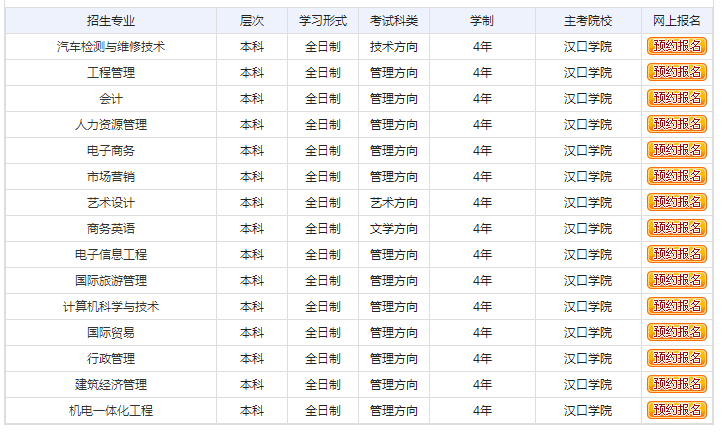 招生专业 层次 学习形式 考试科类 学制 主考院校 网上报名
汽车检测与维修技术 本科 全日制 技术方向 4年 汉口学院 预约报名
工程管理 本科 全日制 管理方向 4年 汉口学院 预约报名
会计 本科 全日制 管理方向 4年 汉口学院 预约报名
人力资源管理 本科 全日制 管理方向 4年 汉口学院 预约报名
电子商务 本科 全日制 管理方向 4年 汉口学院 预约报名
市场营销 本科 全日制 管理方向 4年 汉口学院 预约报名
艺术设计 本科 全日制 艺术方向 4年 汉口学院 预约报名
商务英语 本科 全日制 文学方向 4年 汉口学院 预约报名
电子信息工程 本科 全日制 管理方向 4年 汉口学院 预约报名
国际旅游管理 本科 全日制 管理方向 4年 汉口学院 预约报名
计算机科学与技术 本科 全日制 管理方向 4年 汉口学院 预约报名
国际贸易 本科 全日制 管理方向 4年 汉口学院 预约报名
行政管理 本科 全日制 管理方向 4年 汉口学院 预约报名
建筑经济管理 本科 全日制 管理方向 4年 汉口学院 预约报名
机电一体化工程 本科 全日制 管理方向 4年 汉口学院 预约报名